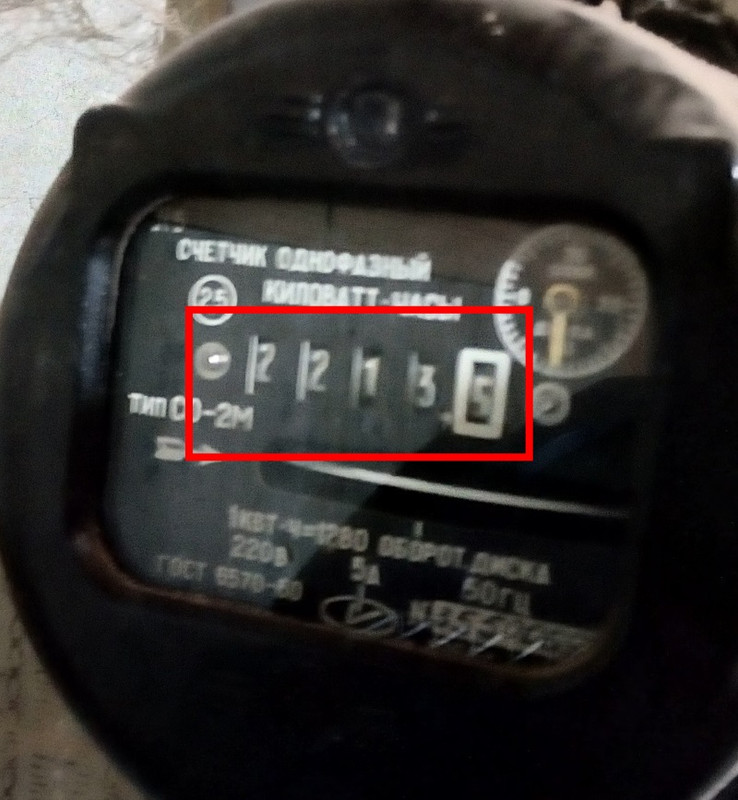 СЧЕТЧИК ОДНОФАЗНЫЙ
25 КИЛОВАТТ-ЧАСЫ
2 2 1 3 5
ТИП СО-2М
1КВТ-Ч=1280 ОБОРОТ. ДИСКА
220В 5А 50ГЦ
ГОСТ 6570-60